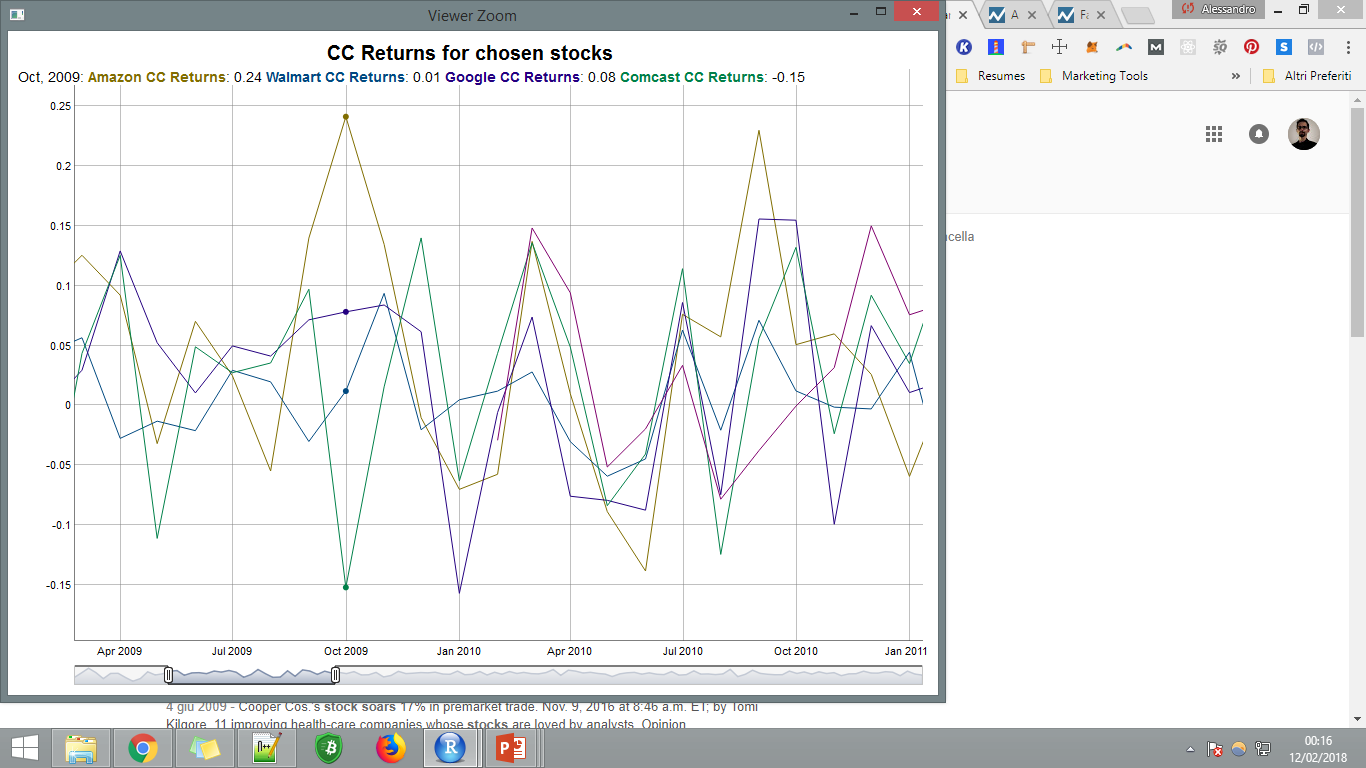 Viewer Zoom
Alessandro
A
Fa
Resumes
Marketing Tools
»
Altri Preferiti
CC Returns for chosen stocks
Oct, 2009: Amazon CC Returns: 0.24 Walmart CC Returns: 0.01 Google CC Returns: 0.08 Comcast CC Returns: -0.15
0.25
0.2
0.15
0.1
0.05
0
-0.05
-0.1
-0.15
Apr 2009
Jul 2009
Oct 2009
Jan 2010
Apr 2010
Jul 2010
Oct 2010
Jan 2011
cella
4 giu 2009 - Cooper Cos.'s stock soars 17% in premarket trade. Nov. 9, 2016 at 8:46 a.m. ET; by Tomi
Kilgore. 11 improving health-care companies whose stocks are loved by analysts. Opinion
00:16
12/02/2018